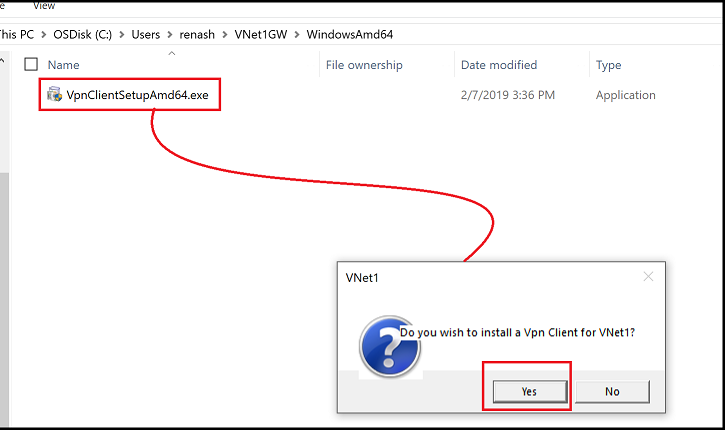 View
This PC > OSDisk (C:) > Users > renash > VNet1GW > WindowsAmd64
Name File ownership Date modified Type
VpnClientSetupAmd64.exe 2/7/2019 3:36 PM Application
VNet1
Do you wish to install a Vpn Client for VNet1?
Yes No